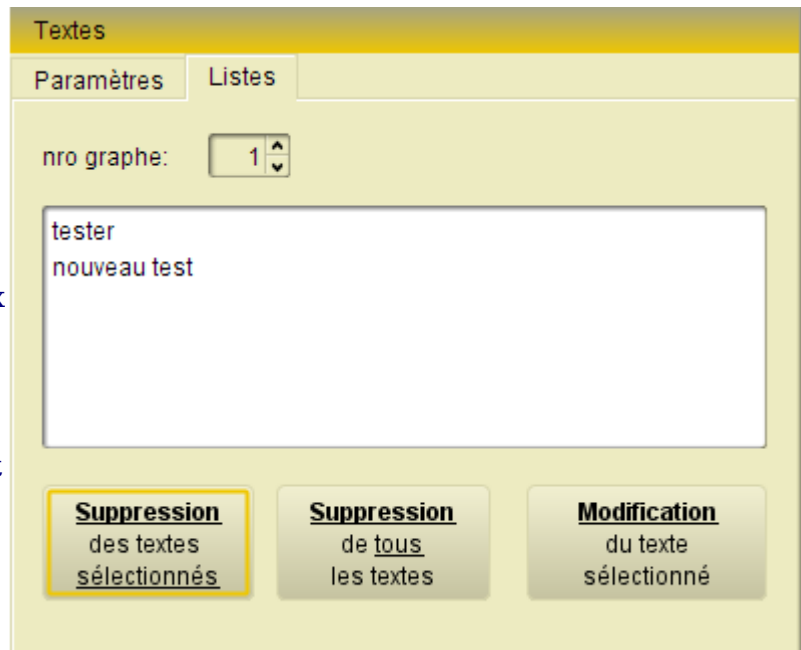 Textes
Paramètres Listes
nro graphe: 1
tester
nouveau test
Suppression Suppression Modification
des textes de tous du texte
sélectionnés les textes sélectionné